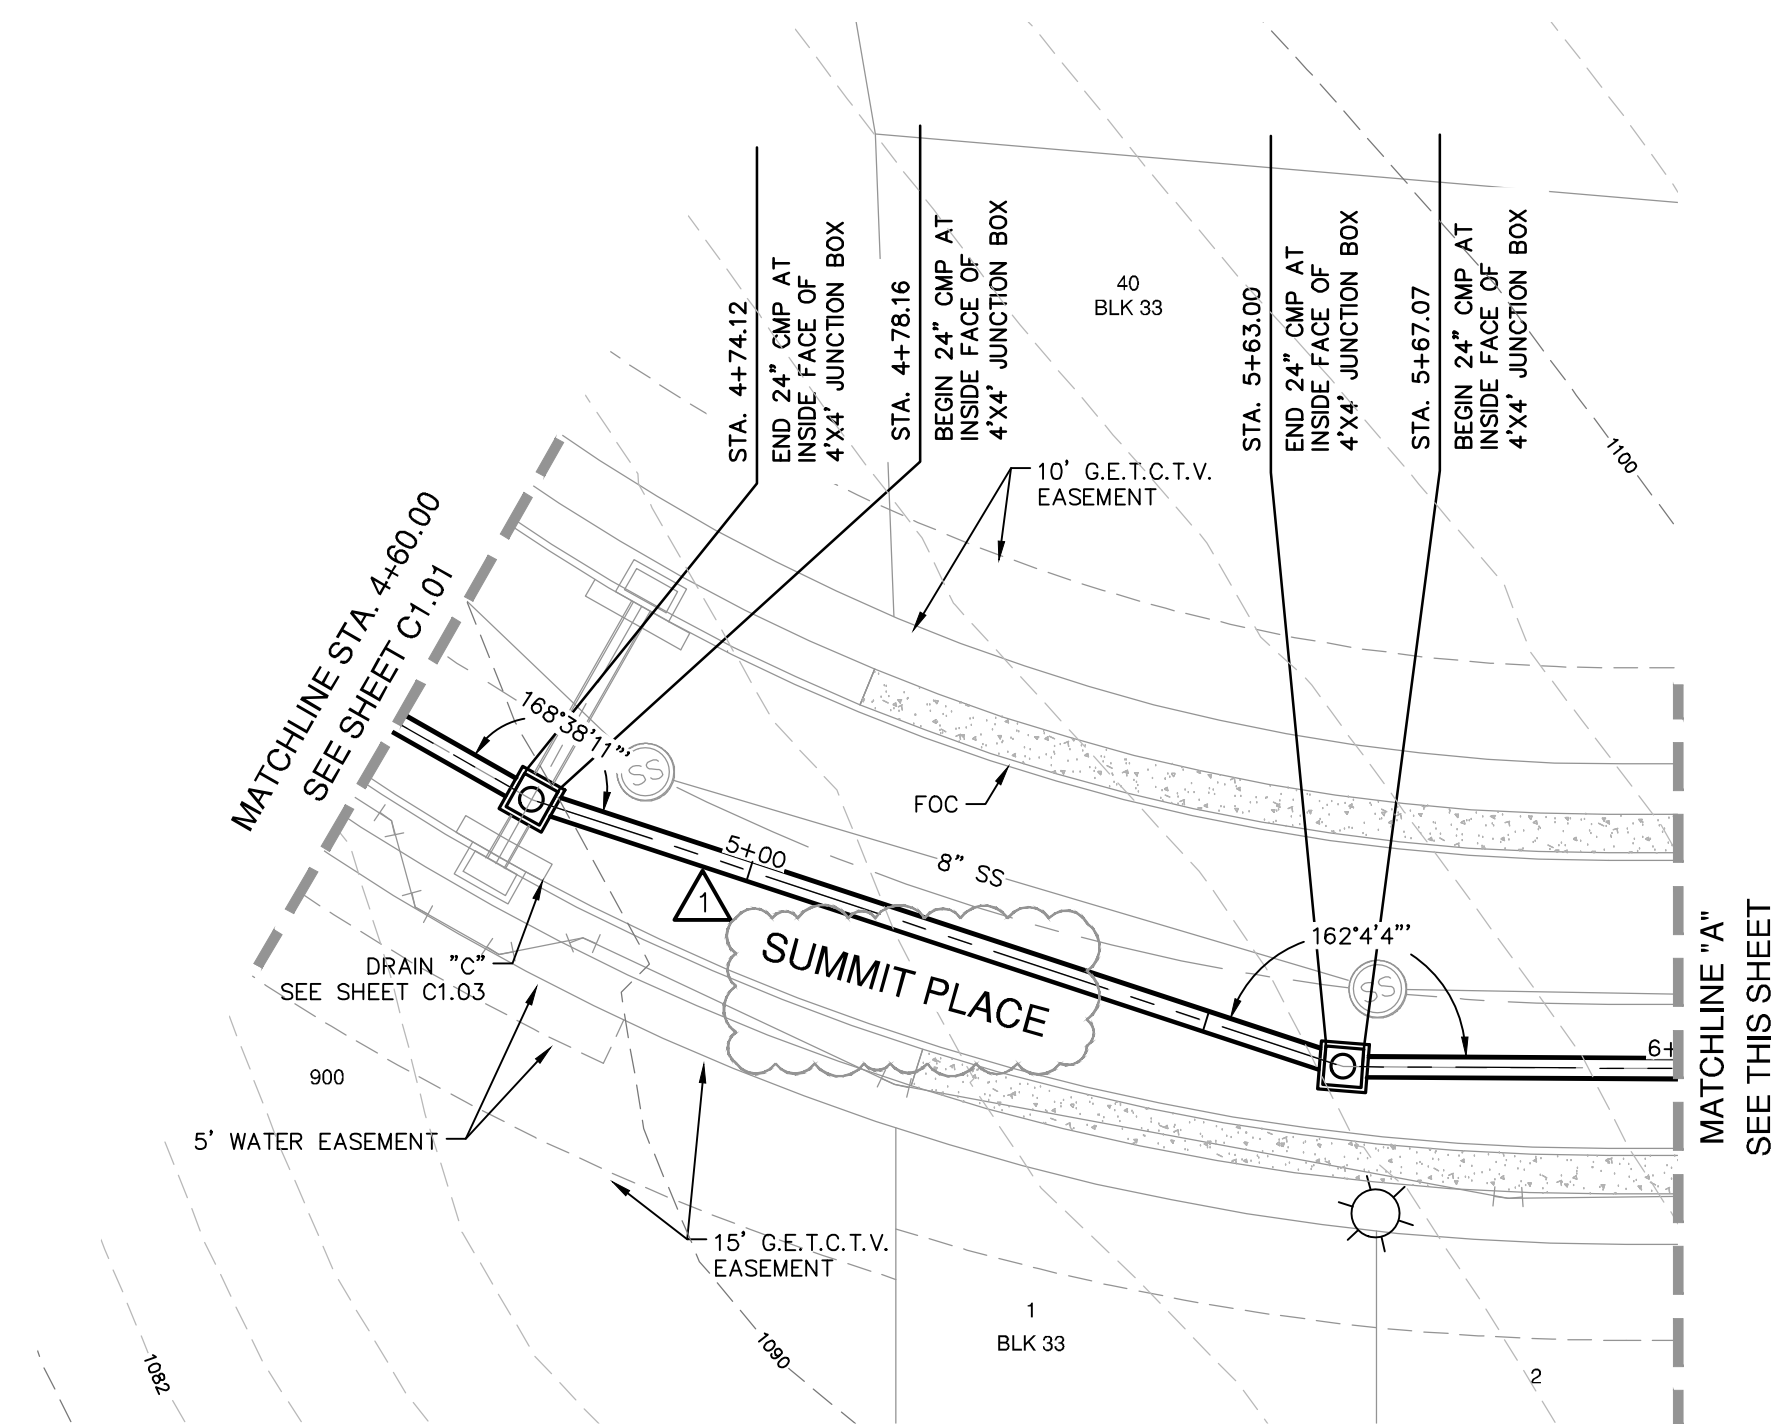 STA. 4+74.12
END 24" CMP AT
INSIDE FACE OF
4'X4' JUNCTION BOX
STA. 4+78.16
BEGIN 24" CMP AT
INSIDE FACE OF
4'X4' JUNCTION BOX
STA. 5+63.00
END 24" CMP AT
INSIDE FACE OF
4'X4' JUNCTION BOX
STA. 5+67.07
BEGIN 24" CMP AT
INSIDE FACE OF
4'X4' JUNCTION BOX
40
BLK 33
1100
10' G.E.T.C.T.V.
EASEMENT
MATCHLINE STA. 4+60.00
SEE SHEET C1.01
168°38'11"'
SS
FOC
5+00
8" SS
1
SUMMIT PLACE
162°4'4"'
SS
6+
MATCHLINE "A"
SEE THIS SHEET
DRAIN "C"
SEE SHEET C1.03
900
5' WATER EASEMENT
15' G.E.T.C.T.V.
EASEMENT
1
BLK 33
2
1090
1082